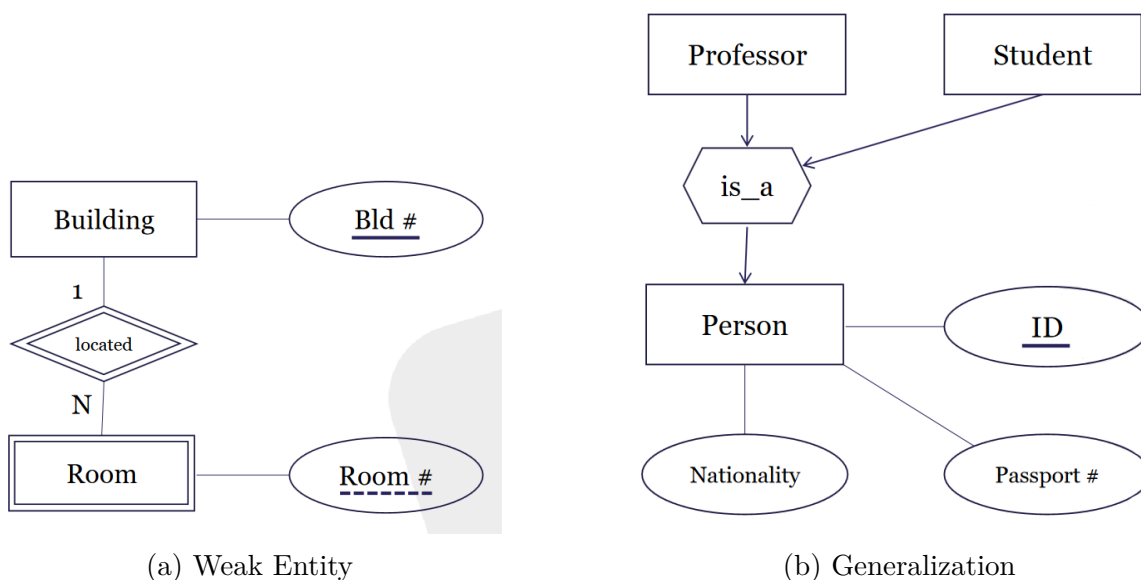 Building
Bld #
1
located
N
Room
Room #
(a) Weak Entity
Professor
Student
is_a
Person
ID
Nationality
Passport #
(b) Generalization